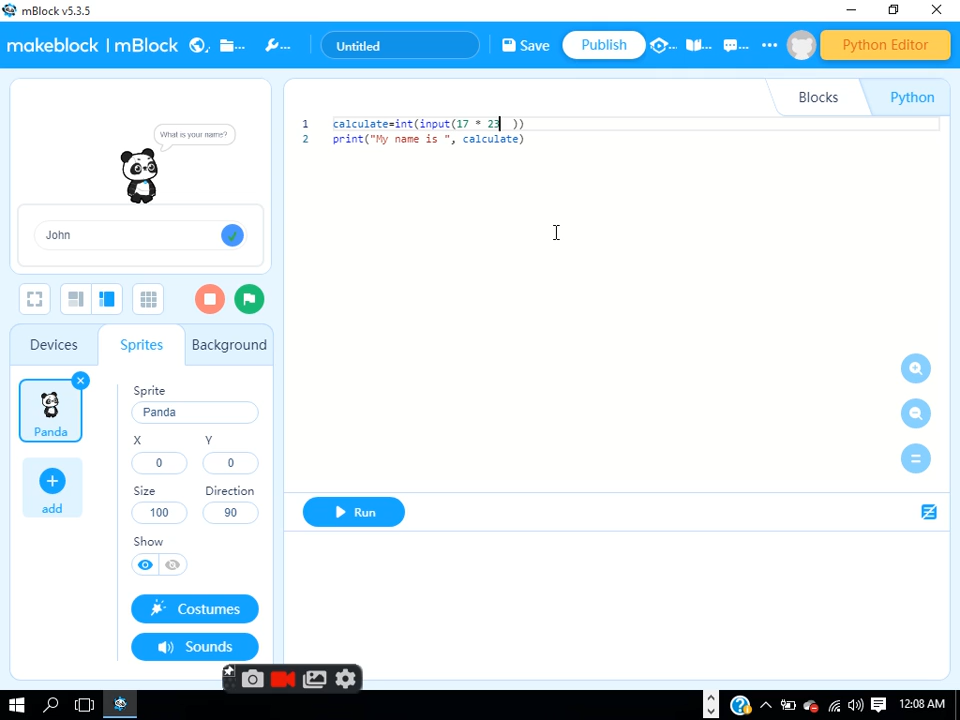 mBlock v5.3.5
makeblock | mBlock
Untitled
Save
Publish
Python Editor
What is your name?
John
Blocks
Python
1 calculate=int(input(17 * 23 ))
2 print("My name is ", calculate)
Devices
Sprites
Background
Panda
add
Sprite
Panda
X
Y
0
0
Size
Direction
100
90
Show
Costumes
Sounds
Run
12:08 AM